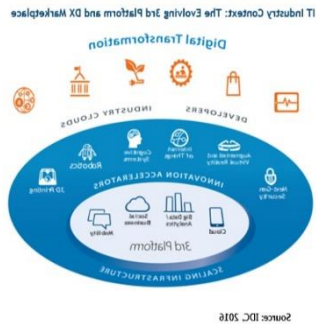 IT Industry Context: The Evolving 3rd Platform and DX Marketplace
Digital Transformation
INDUSTRY CLOUDS
DEVELOPERS
Cognitive
Systems
Internet
of Things
Robotics
Augmented and
Virtual Reality
3D Printing
Next-Gen
Security
INNOVATION ACCELERATORS
Mobility
Social
Business
Big Data/
Analytics
Cloud
3rd Platform
SCALING INFRASTRUCTURE
Source: IDC, 2016